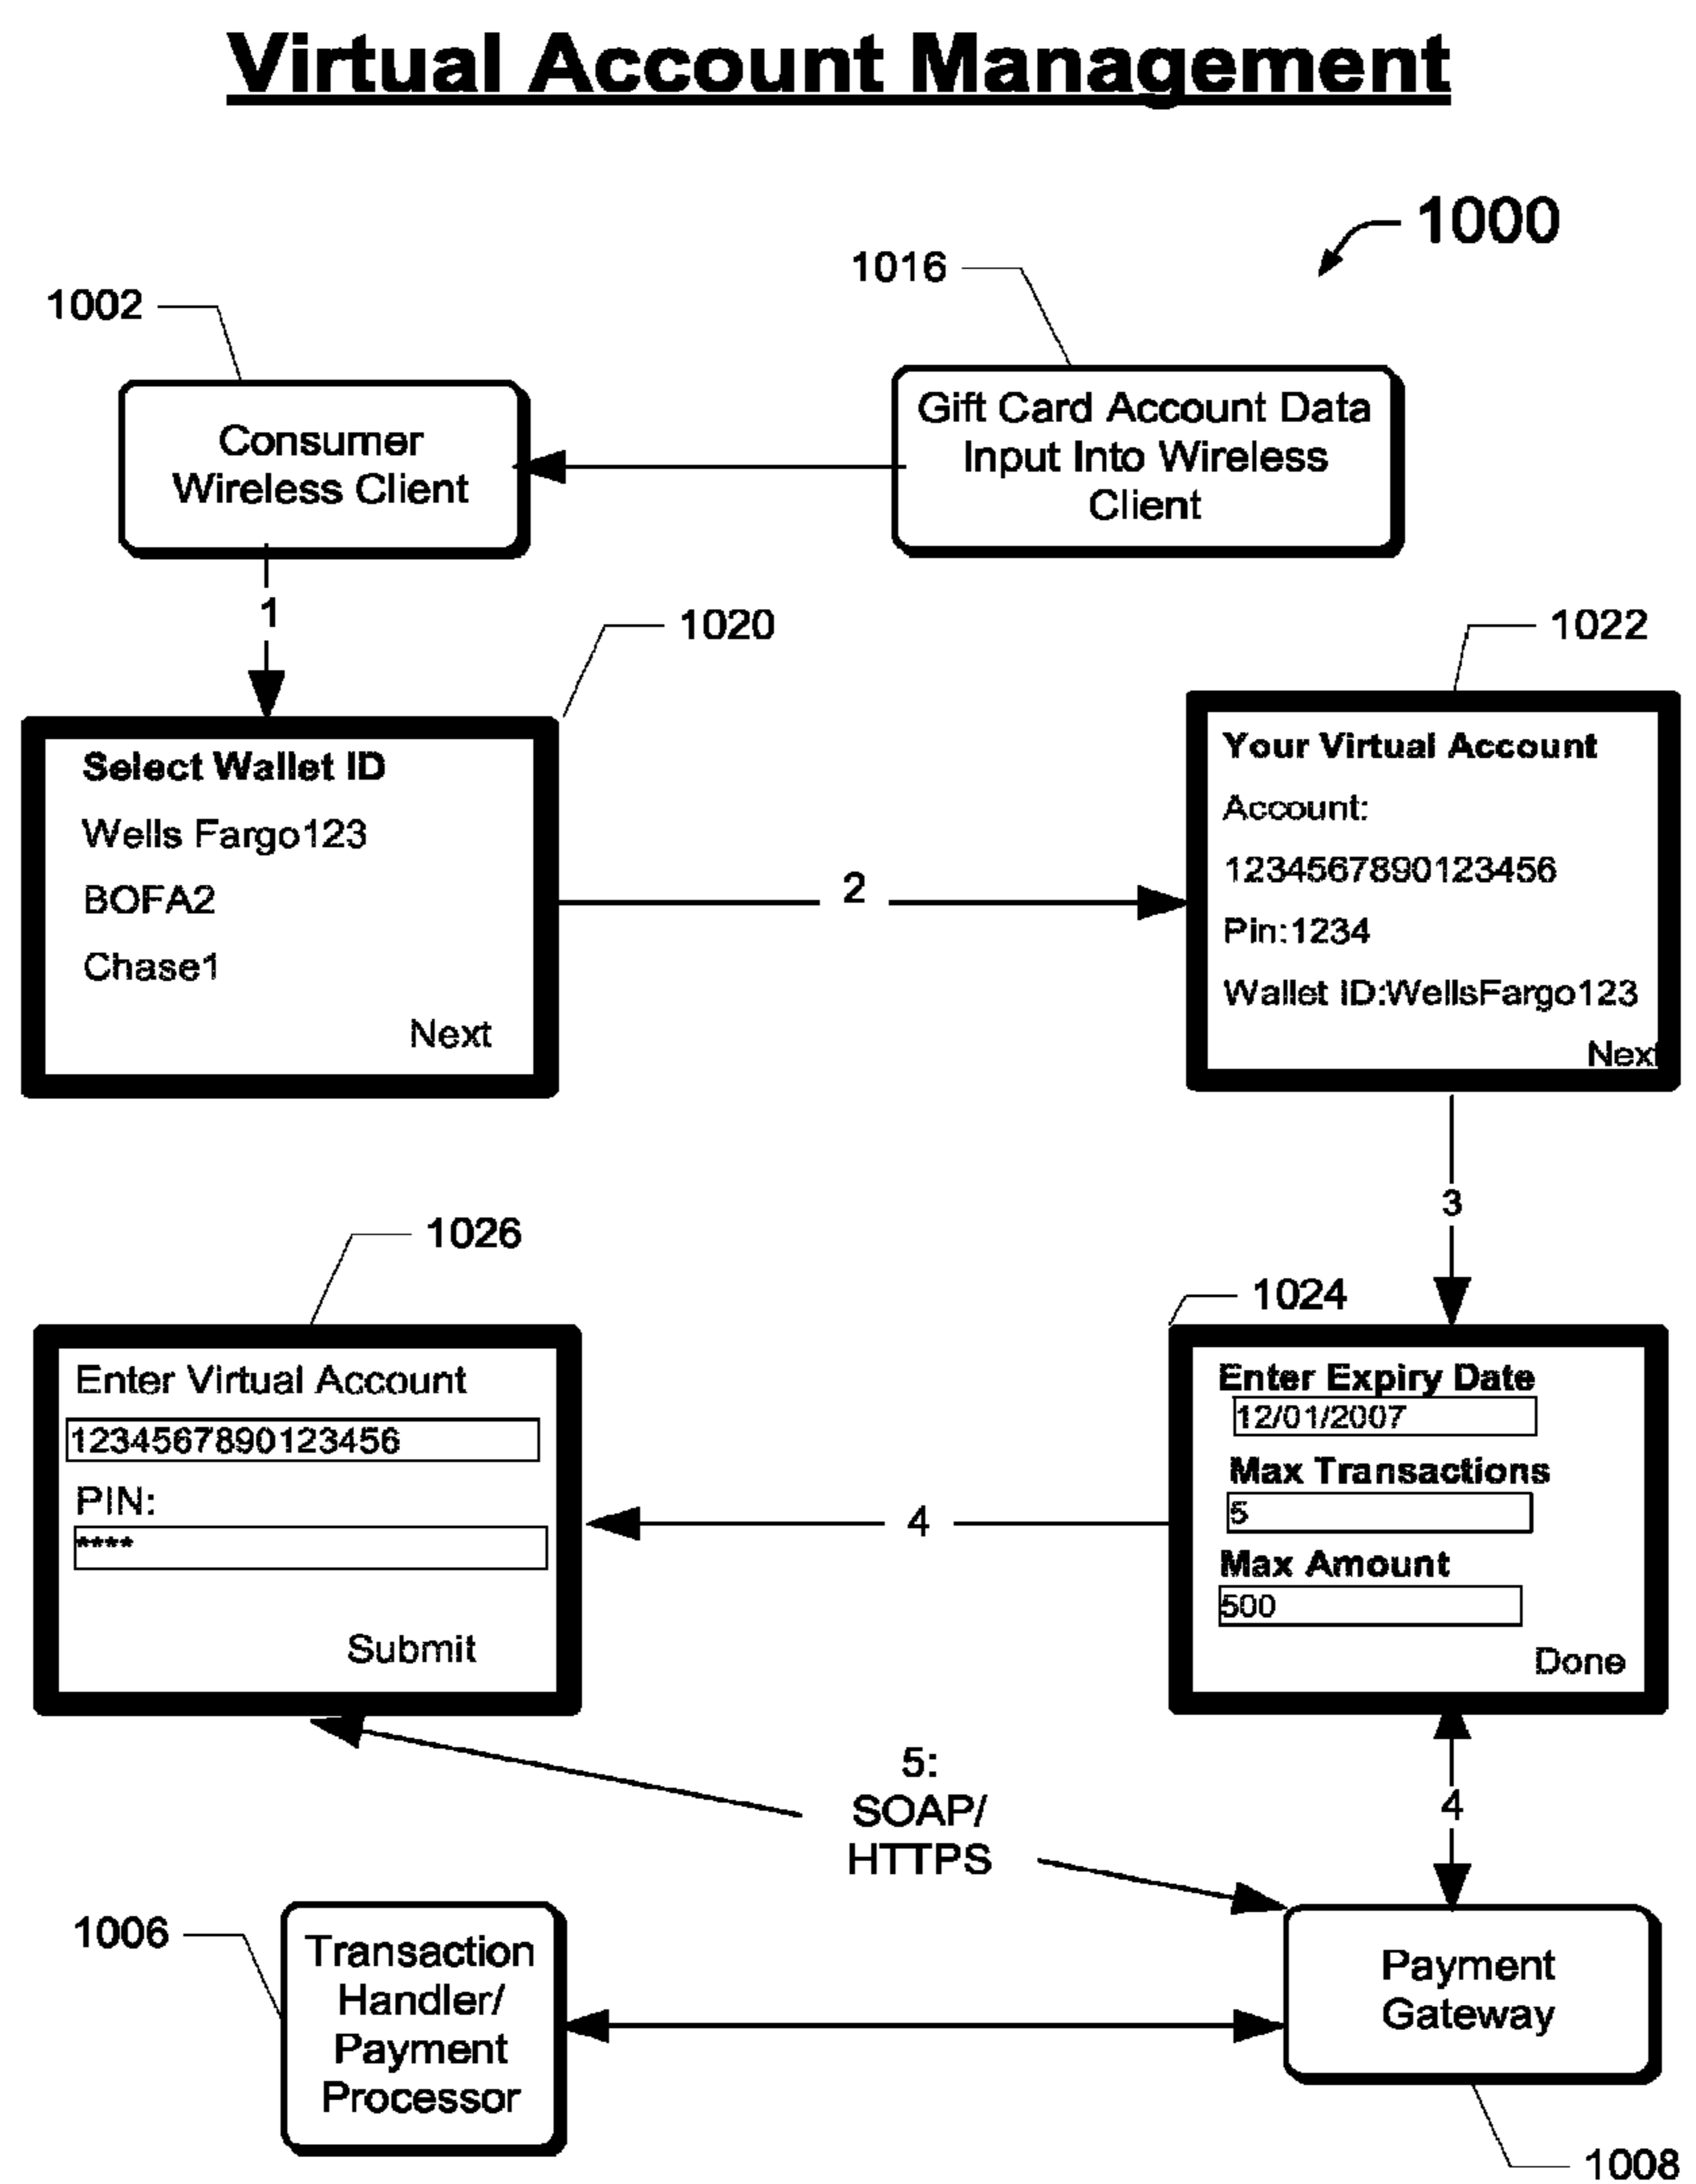 Virtual Account Management
1000
1016
1002
Gift Card Account Data
Input Into Wireless
Client
Consumer
Wireless Client
1
1020
1022
Select Wallet ID
Wells Fargo123
BOFA2
Chase1
Next
2
Your Virtual Account
Account:
1234567890123456
Pin:1234
Wallet ID:WellsFargo123
Next
3
1026
1024
Enter Virtual Account
1234567890123456
PIN:
****
Submit
4
Enter Expiry Date
12/01/2007
Max Transactions
5
Max Amount
500
Done
5:
SOAP/
HTTPS
4
1006
Transaction
Handler/
Payment
Processor
Payment
Gateway
1008